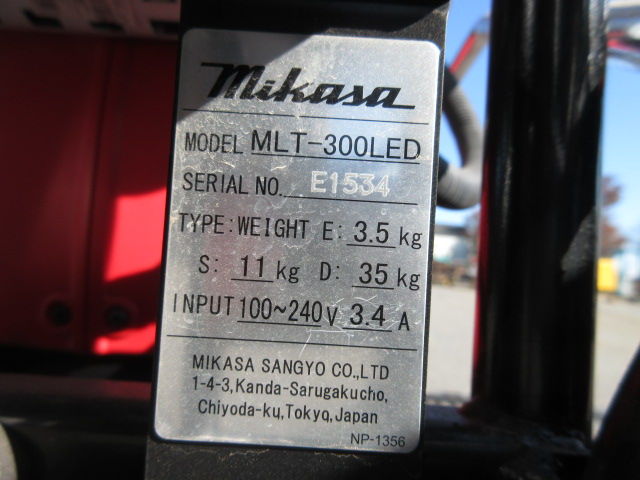 Mikasa
MODEL MLT-300LED
SERIAL NO. E1534
TYPE:WEIGHT E: 3.5 kg
S: 11 kg D: 35 kg
INPUT 100~240 V 3.4 A
MIKASA SANGYO CO.,LTD
1-4-3,Kanda-Sarugakucho,
Chiyoda-ku,Tokyo,Japan
NP-1356